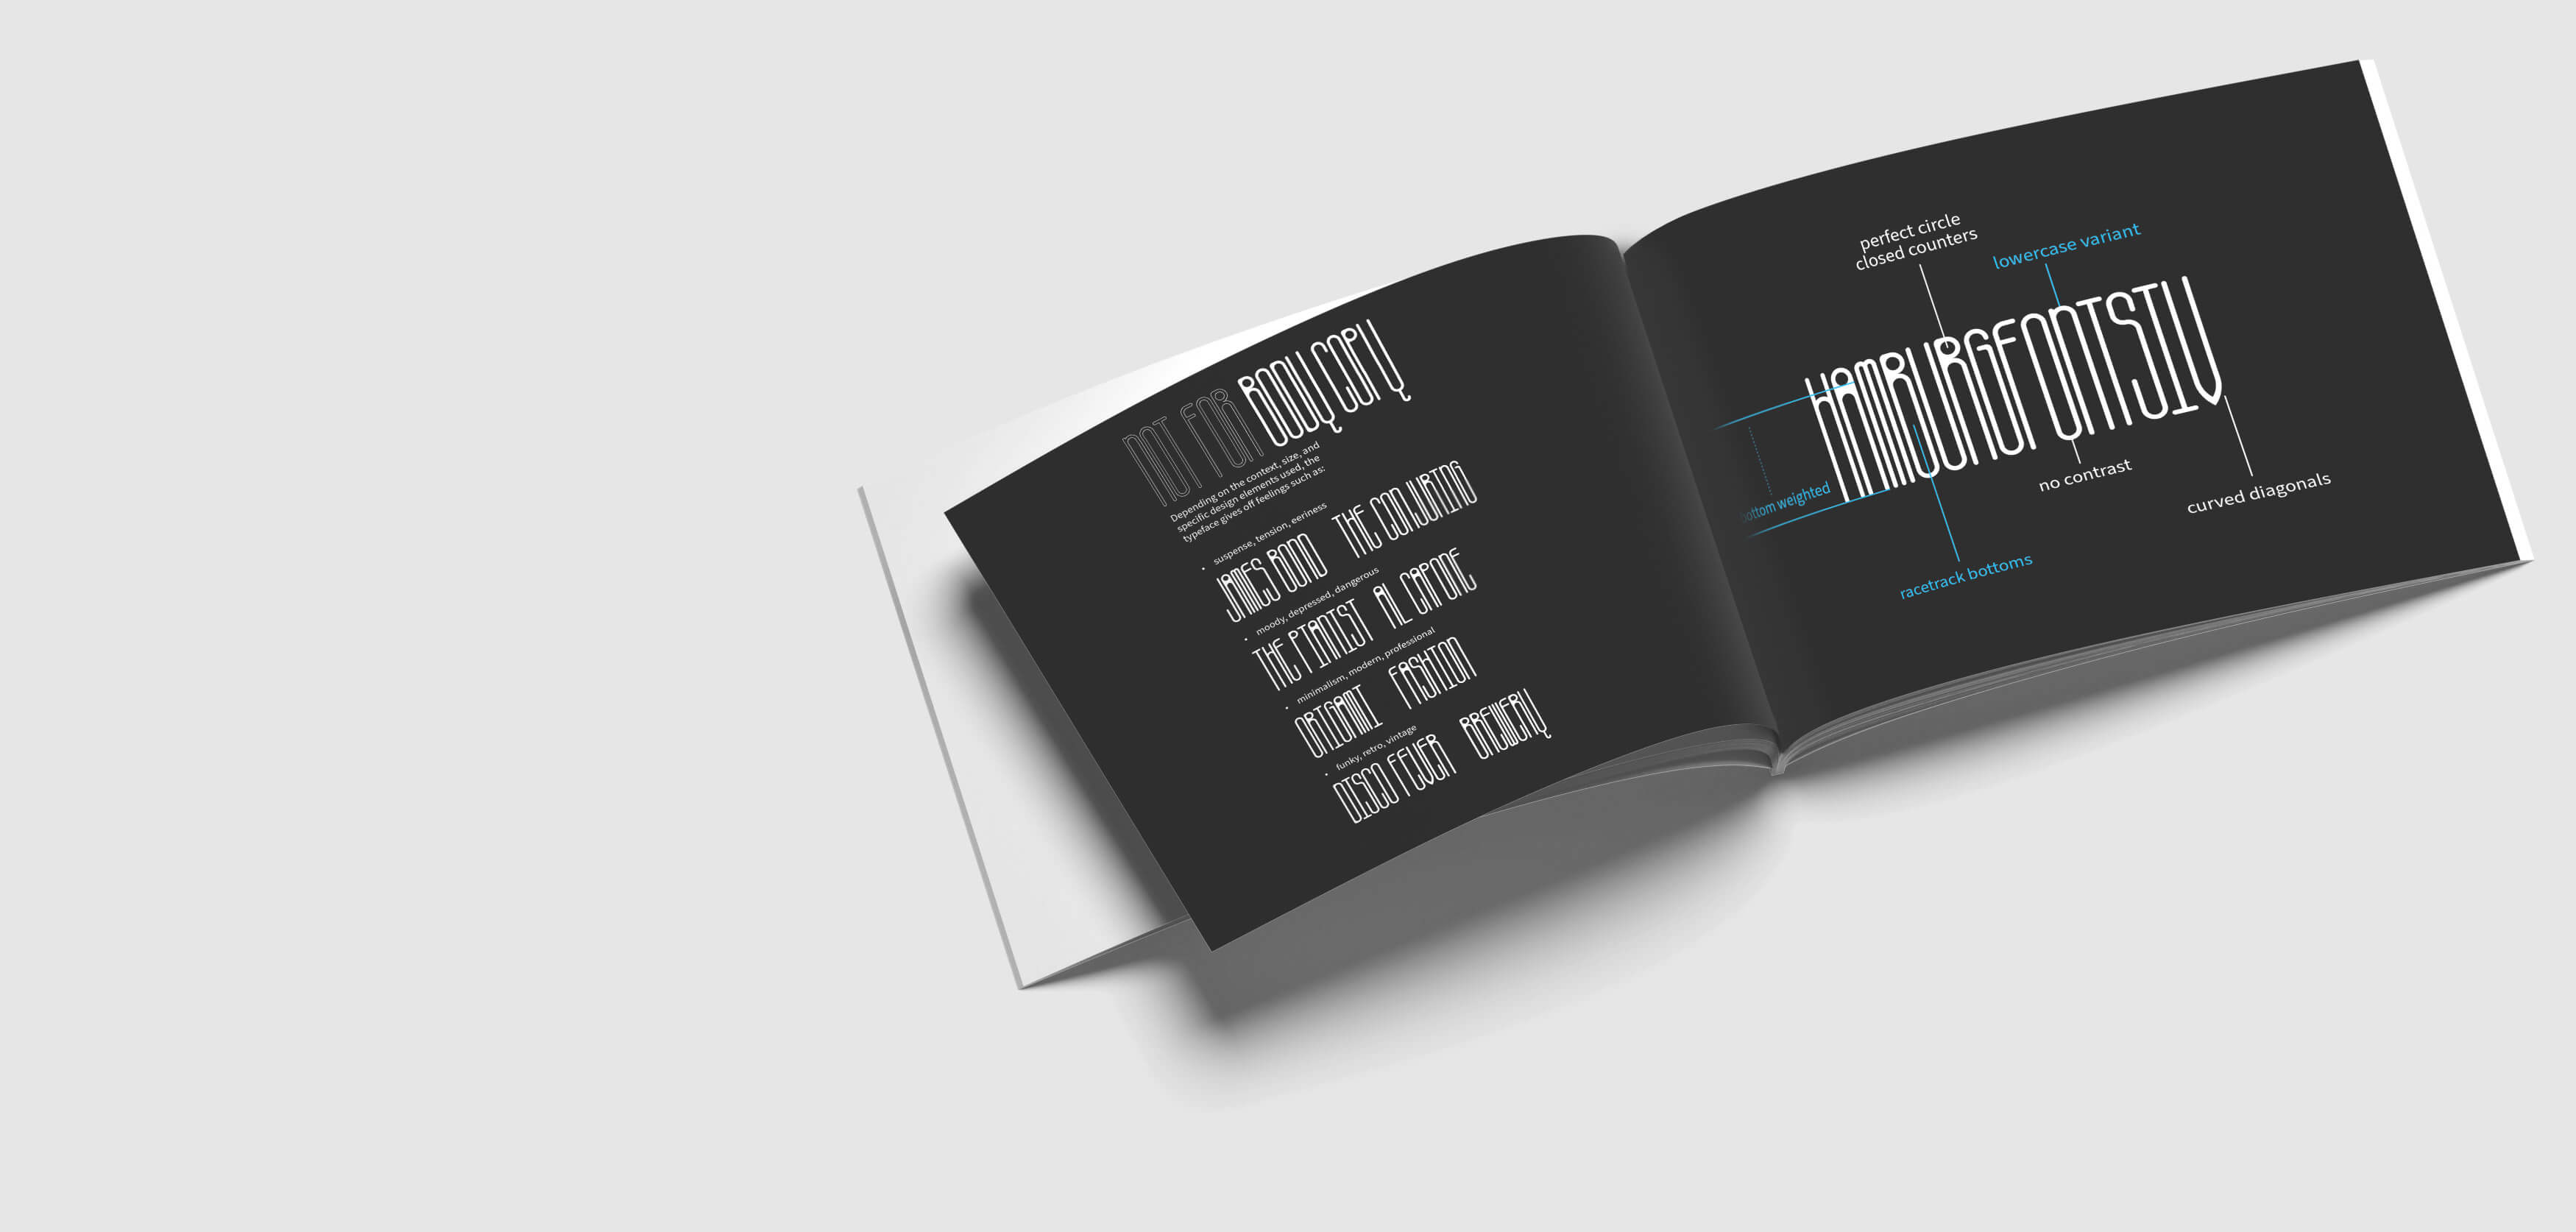 NOT FOR BODY COPY
Depending on the context, size, and
specific design elements used, the
typeface gives off feelings such as:
• suspense, tension, eeriness
JAMES BOND THE CONJURING
• moody, depressed, dangerous
THE PIANIST AL CAPONE
• minimalism, modern, professional
ORIGAMI FASHION
• funky, retro, vintage
DISCO FEVER BREWERY
perfect circle
closed counters
lowercase variant
HAMBURGEFONTSIV
bottom weighted
no contrast
curved diagonals
racetrack bottoms